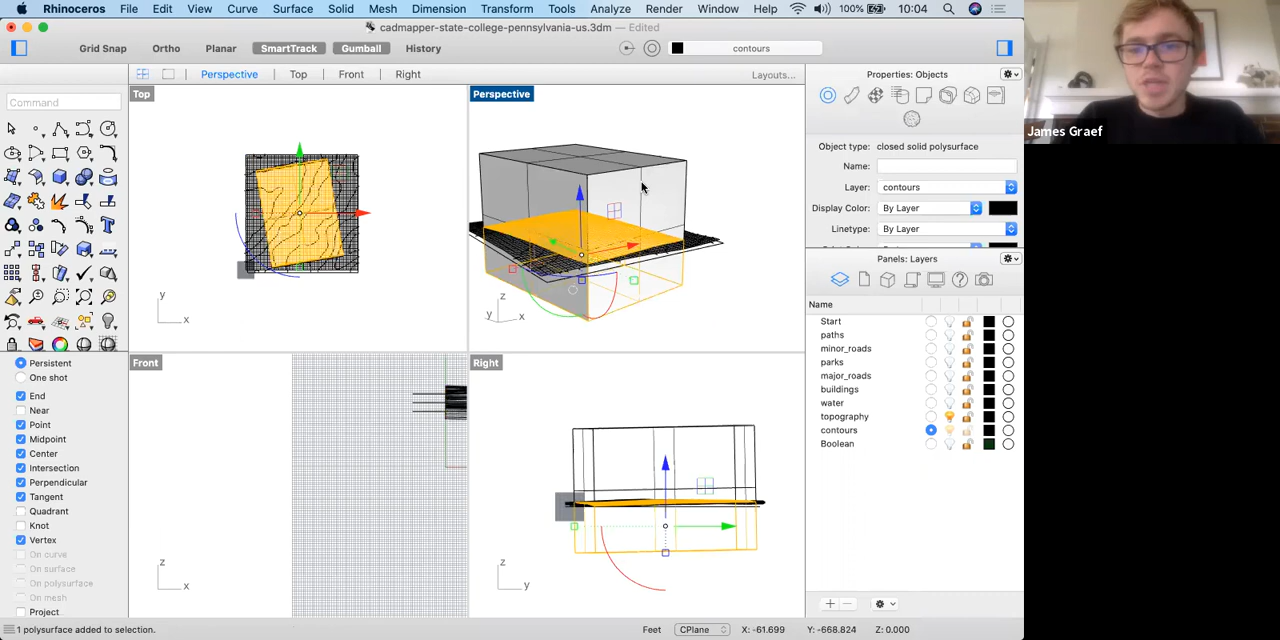 Rhinoceros File Edit View Curve Surface Solid Mesh Dimension Transform Tools Analyze Render Window Help 100% 10:04
cadmapper-state-college-pennsylvania-us.3dm — Edited
Grid Snap Ortho Planar SmartTrack Gumball History contours
Perspective Top Front Right Layouts...
Properties: Objects
Command
Top
Perspective
Front
Right
z
y x
y
x
z
x
z
y
Object type: closed solid polysurface
Name:
Layer: contours
Display Color: By Layer
Linetype: By Layer
Panels: Layers
Name
Start
paths
minor_roads
parks
major_roads
buildings
water
topography
contours
Boolean
Persistent
One shot
End
Near
Point
Midpoint
Center
Intersection
Perpendicular
Tangent
Quadrant
Knot
Vertex
On curve
On surface
On polysurface
On mesh
Project
1 polysurface added to selection. Feet CPlane X: -61.699 Y: -668.824 Z: 0.000
James Graef